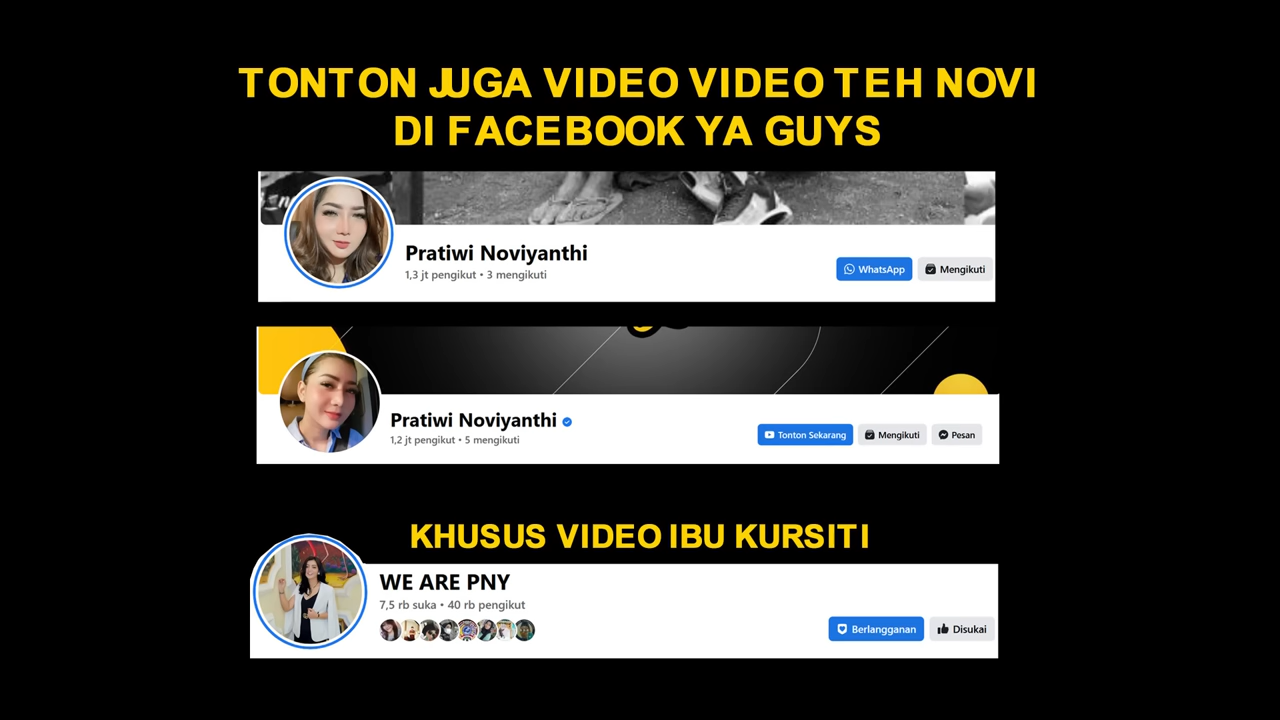 TONTON JUGA VIDEO VIDEO TEH NOVI
DI FACEBOOK YA GUYS
Pratiwi Noviyanthi
1,3 jt pengikut • 3 mengikuti
WhatsApp
Mengikuti
Pratiwi Noviyanthi
1,2 jt pengikut • 5 mengikuti
Tonton Sekarang
Mengikuti
Pesan
KHUSUS VIDEO IBU KURSITI
WE ARE PNY
7,5 rb suka • 40 rb pengikut
Berlangganan
Disukai